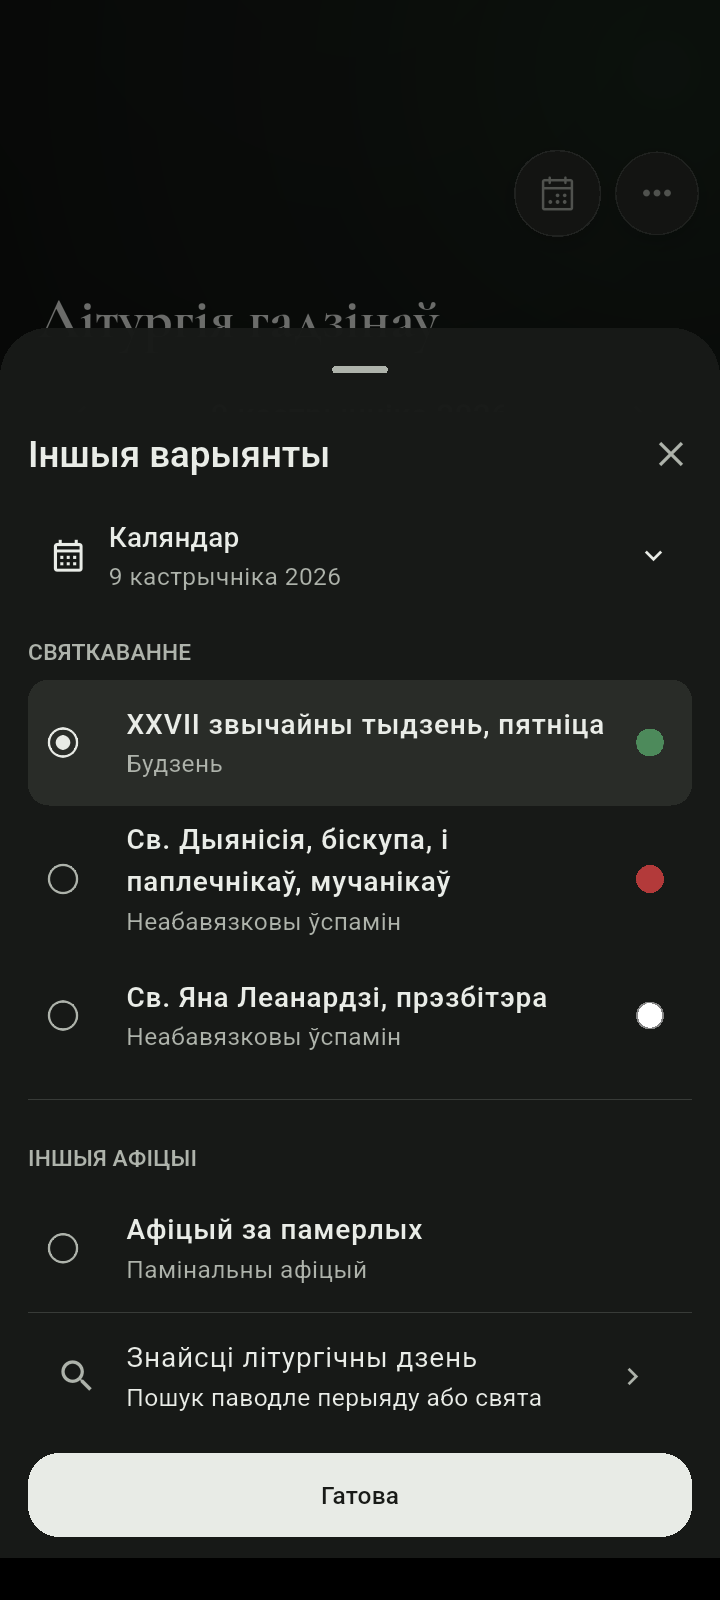 Літургія гадзінаў
Іншыя варыянты
Каляндар
9 кастрычніка 2026
СВЯТКАВАННЕ
XXVII звычайны тыдзень, пятніца
Будзень
Св. Дыянісія, біскупа, і
паплечнікаў, мучанікаў
Неабавязковы ўспамін
Св. Яна Леанардзі, прэзбітэра
Неабавязковы ўспамін
ІНШЫЯ АФІЦЫІ
Афіцый за памерлых
Памінальны афіцый
Знайсці літургічны дзень
Пошук паводле перыяду або свята
Гатова